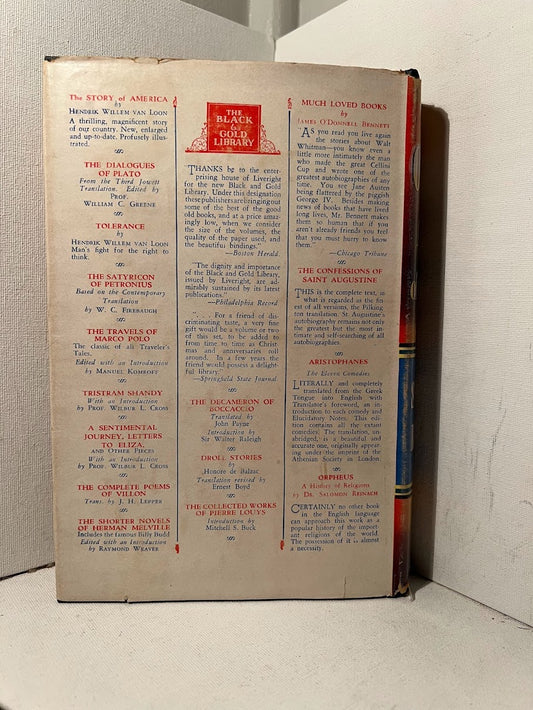 The STORY of AMERICA
by
HENDRIK WILLEM VAN LOON
A thrilling, magnificent story
of our country. New, enlarged
and up-to-date. Profusely illus-
trated.
THE DIALOGUES
OF PLATO
From the Third Jowett
Translation. Edited by
PROF.
WILLIAM C. GREENE
TOLERANCE
by
HENDRIK WILLEM VAN LOON
Man's fight for the right to
think.
THE SATYRICON
OF PETRONIUS
Based on the Contemporary
Translation
by W. C. FIREBAUGH
THE TRAVELS OF
MARCO POLO
The classic of all Traveler's
Tales.
Edited with an Introduction
by MANUEL KOMROFF
TRISTRAM SHANDY
With an Introduction
by PROF. WILBUR L. CROSS
A SENTIMENTAL
JOURNEY, LETTERS
TO ELIZA,
AND OTHER PIECES
With an Introduction
by PROF. WILBUR L. CROSS
THE COMPLETE POEMS
OF VILLON
Trans. by J. H. LEPPER
THE SHORTER NOVELS
OF HERMAN MELVILLE
Includes the famous Billy Budd
Edited with an Introduction
by RAYMOND WEAVER
THE
BLACK
& GOLD
LIBRARY
"THANKS be to the enter-
prising house of Liveright
for the new Black and Gold
Library. Under this designation
these publishers are bringing out
some of the best of the good
old books, and at a price amaz-
ingly low, when we consider
the size of the volumes, the
quality of the paper used, and
the beautiful bindings."
—Boston Herald.
"The dignity and importance
of the Black and Gold Library,
issued by Liveright, are ad-
mirably sustained by its latest
publications."
—Philadelphia Record
". . . . For a friend of dis-
criminating taste, a very fine
gift would be a volume or two
of this set, to be added to
from time to time as Christ-
mas and anniversaries roll
around. In a few years the
friend would possess a delight-
ful library."
—Springfield State Journal
THE DECAMERON OF
BOCCACCIO
Translated by
John Payne
Introduction by
Sir Walter Raleigh
DROLL STORIES
by
Honore de Balzac
Translation revised by
Ernest Boyd
THE COLLECTED WORKS
OF PIERRE LOUYS
Introduction by
Mitchell S. Buck
MUCH LOVED BOOKS
by
JAMES O'DONNELL BENNETT
"AS you read you live again
the stories about Walt
Whitman—you know even a
little more intimately the man
who made the great Cellini
Cup and wrote one of the
greatest autobiographies of any
time. You see Jane Austen
being flattered by the piggish
George IV. Besides making
news of books that have lived
long lives, Mr. Bennett makes
them so human that if you
aren't already friends you feel
that you must hurry to know
them."
—Chicago Tribune
THE CONFESSIONS OF
SAINT AUGUSTINE
THIS is the complete text, in
what is regarded as the finest
of all versions, the Pilking-
ton translation. St. Augustine's
autobiography remains not only
the greatest but the most in-
timate and self-searching of all
autobiographies.
ARISTOPHANES
The Eleven Comedies
LITERALLY and completely
translated from the Greek
Tongue into English with
Translator's foreword, an in-
troduction to each comedy and
Elucidatory Notes. This edi-
tion contains all the extant
comedies. The translation, un-
abridged, is a beautiful and
accurate one, originally appear-
ing under the imprint of the
Athenian Society in London.
ORPHEUS
A History of Religions
by DR. SALOMON REINACH
CERTAINLY no other book
in the English language
can approach this work as a
popular history of the import-
ant religions of the world.
The possession of it is almost
a necessity.